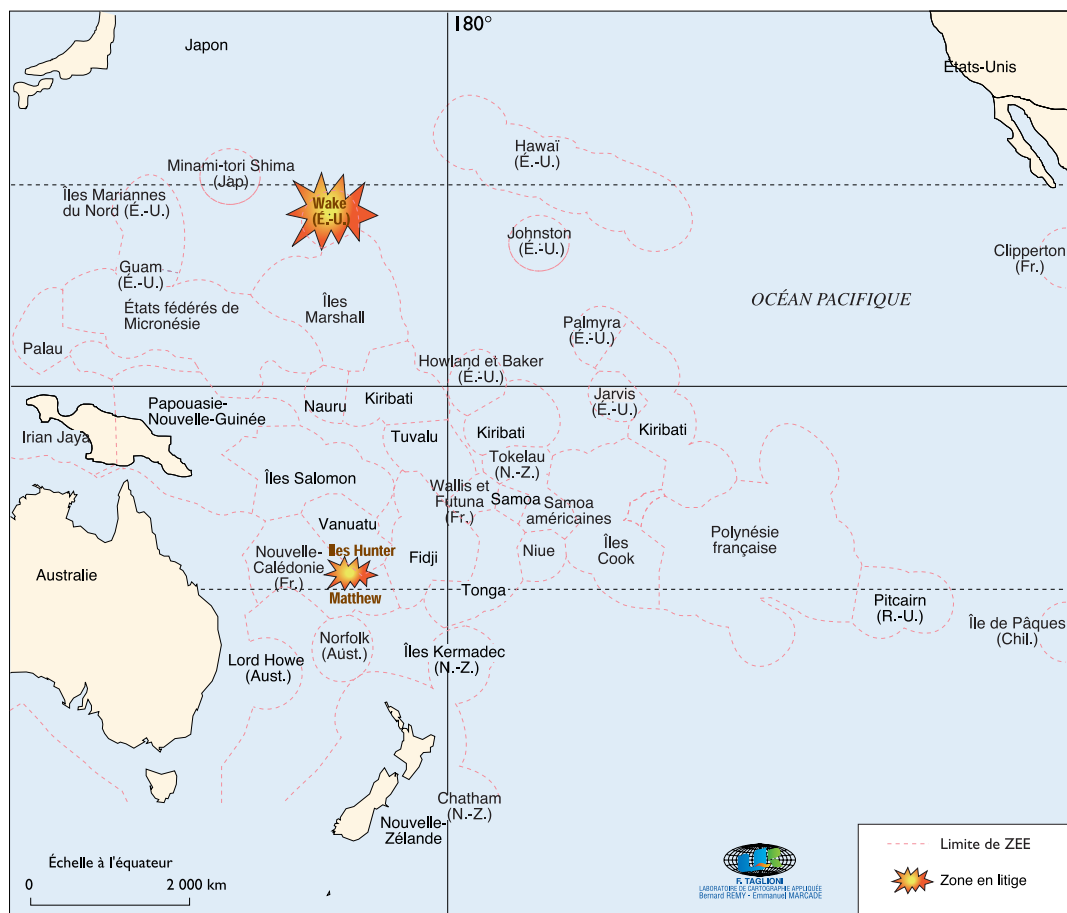 180°
Japon
États-Unis
Hawaï
(É.-U.)
Minami-tori Shima
(Jap)
Îles Mariannes
du Nord (É.-U.)
Wake
(É.-U.)
Johnston
(É.-U.)
Clipperton
(Fr.)
Guam
(É.-U.)
États fédérés de
Micronésie
Îles
Marshall
OCÉAN PACIFIQUE
Palmyra
(É.-U.)
Palau
Howland et Baker
(É.-U.)
Jarvis
(É.-U.)
Nauru
Kiribati
Papouasie-
Nouvelle-Guinée
Irian Jaya
Tuvalu
Kiribati
Kiribati
Tokelau
(N.-Z.)
Îles Salomon
Wallis et
Futuna
(Fr.)
Samoa
Samoa
américaines
Vanuatu
Îles Hunter
Nouvelle-
Calédonie
(Fr.)
Fidji
Niue
Îles
Cook
Polynésie
française
Australie
Matthew
Tonga
Pitcairn
(R.-U.)
Île de Pâques
(Chil.)
Norfolk
(Aust.)
Lord Howe
(Aust.)
Îles Kermadec
(N.-Z.)
Chatham
(N.-Z.)
Nouvelle-
Zélande
Échelle à l'équateur
0 2 000 km
F. TAGLIONI
LABORATOIRE DE CARTOGRAPHIE APPLIQUÉE
Bernard REMY - Emmanuel MARCADE
Limite de ZEE
Zone en litige